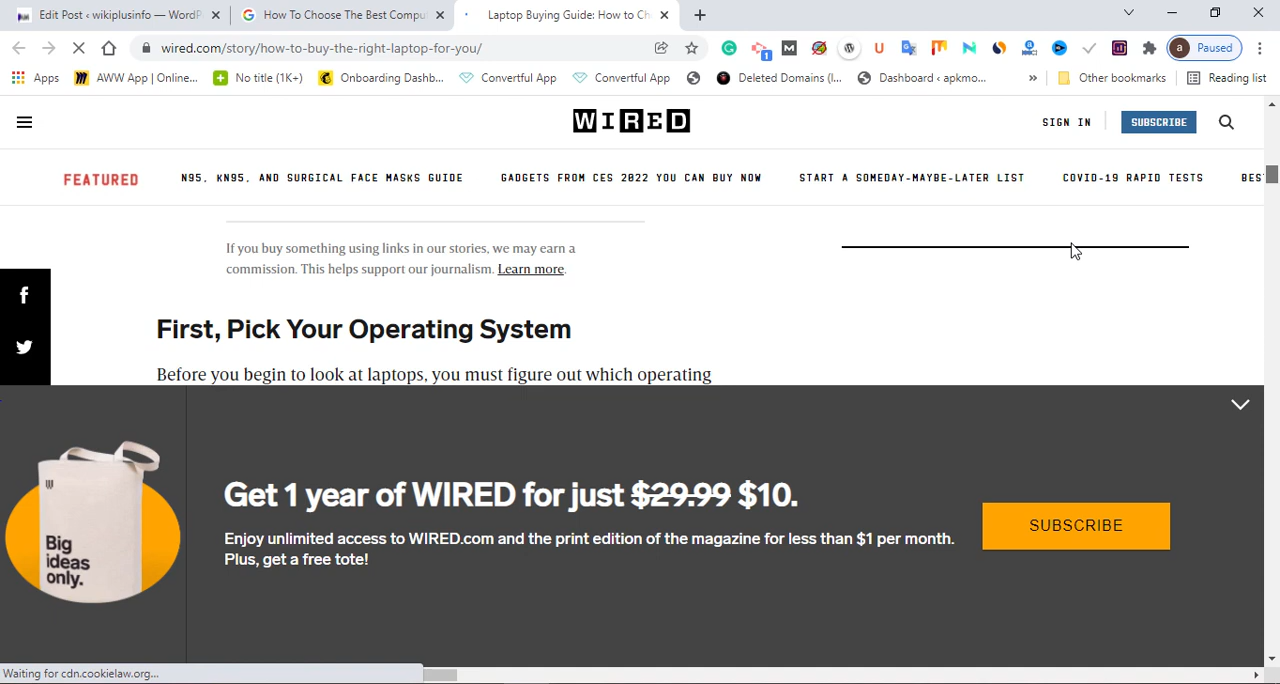 Edit Post ‹ wikiplusinfo — WordP
How To Choose The Best Comput
Laptop Buying Guide: How to Ch
wired.com/story/how-to-buy-the-right-laptop-for-you/
a Paused
Apps
AWW App | Online...
No title (1K+)
Onboarding Dashb...
Convertful App
Convertful App
Deleted Domains (l...
Dashboard ‹ apkmo...
»
Other bookmarks
Reading list
WIRED
SIGN IN
SUBSCRIBE
FEATURED
N95, KN95, AND SURGICAL FACE MASKS GUIDE
GADGETS FROM CES 2022 YOU CAN BUY NOW
START A SOMEDAY-MAYBE-LATER LIST
COVID-19 RAPID TESTS
BES
If you buy something using links in our stories, we may earn a
commission. This helps support our journalism. Learn more.
First, Pick Your Operating System
Before you begin to look at laptops, you must figure out which operating
Big
ideas
only.
Get 1 year of WIRED for just $29.99 $10.
Enjoy unlimited access to WIRED.com and the print edition of the magazine for less than $1 per month.
Plus, get a free tote!
SUBSCRIBE
Waiting for cdn.cookielaw.org...